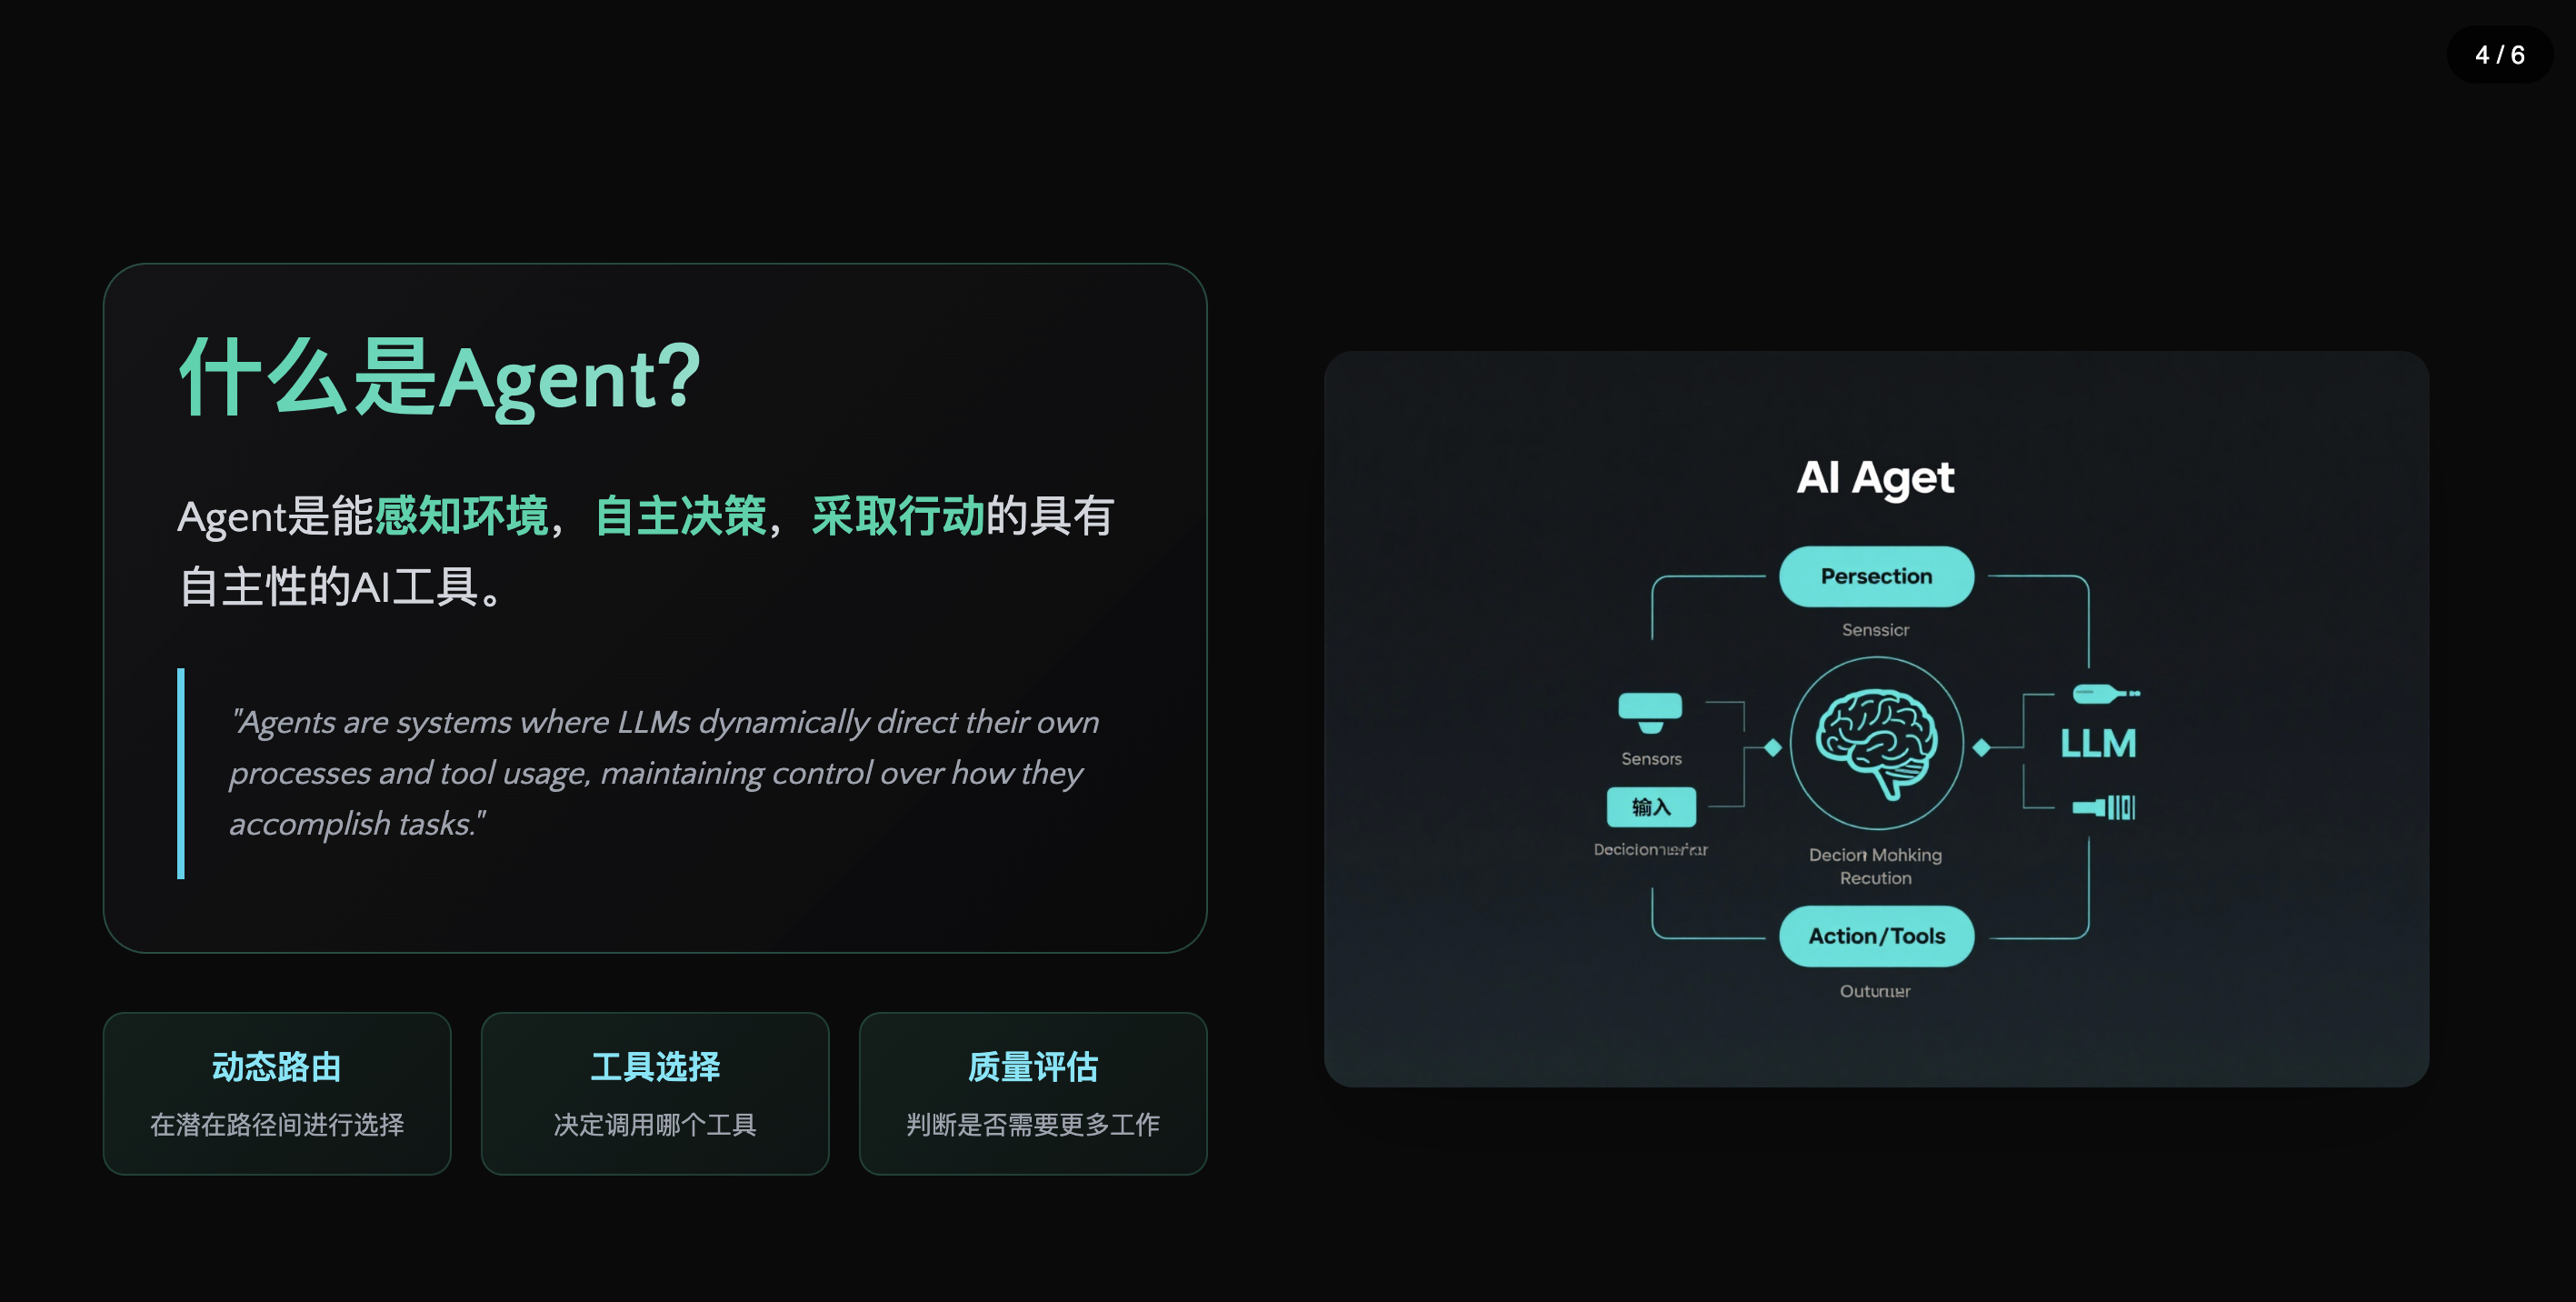 4 / 6
什么是Agent?
Agent是能感知环境，自主决策，采取行动的具有
自主性的AI工具。
"Agents are systems where LLMs dynamically direct their own
processes and tool usage, maintaining control over how they
accomplish tasks."
动态路由
在潜在路径间进行选择
工具选择
决定调用哪个工具
质量评估
判断是否需要更多工作
AI Aget
Persection
Senssicr
Sensors
输入
LLM
Decion Mohking
Recution
Action/Tools